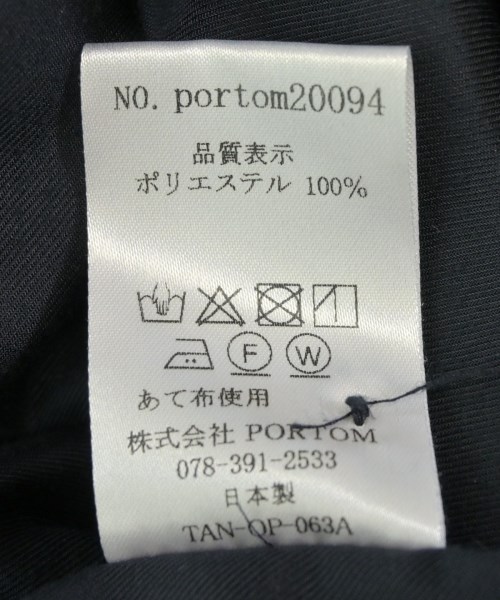 NO. portom20094
品質表示
ポリエステル 100%
F W
あて布使用
株式会社 PORTOM
078-391-2533
日本製
TAN-OP-063A